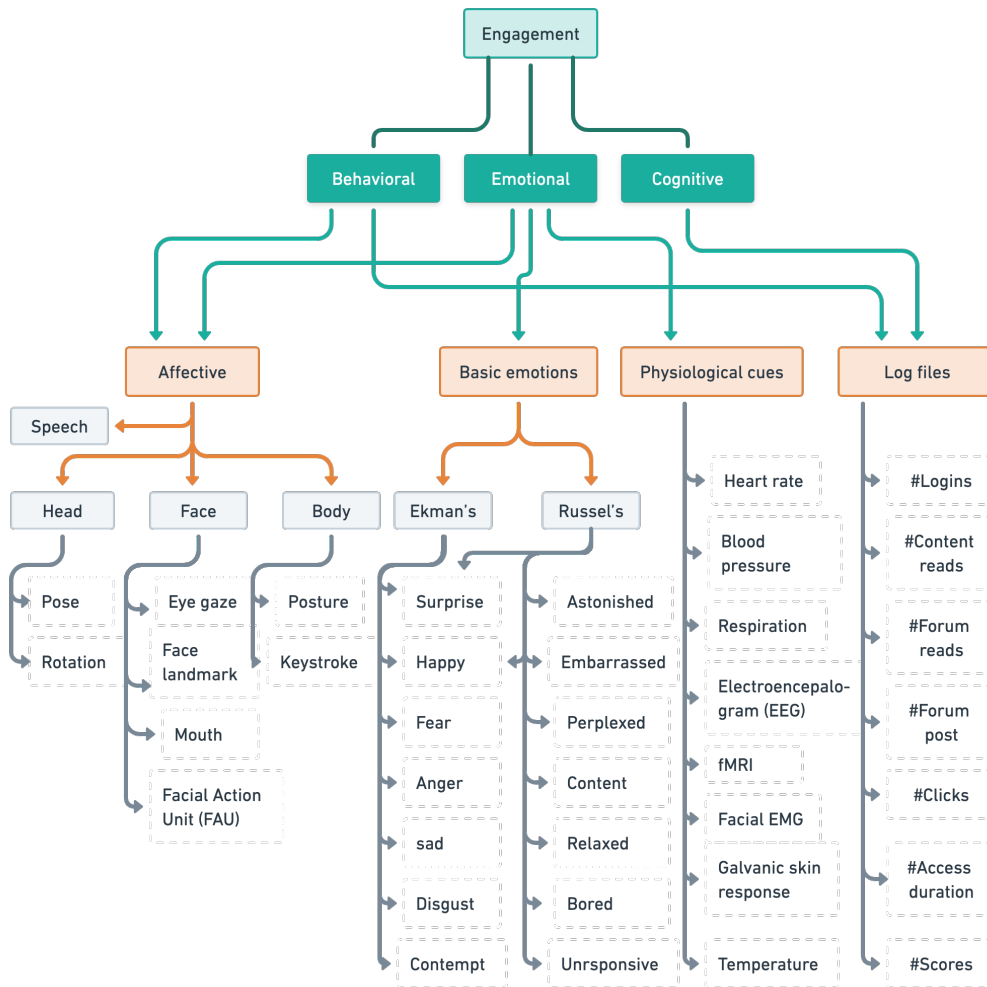 Engagement
Behavioral
Emotional
Cognitive
Affective
Basic emotions
Physiological cues
Log files
Speech
Head
Face
Body
Ekman's
Russel's
Pose
Rotation
Eye gaze
Face
landmark
Mouth
Facial Action
Unit (FAU)
Posture
Keystroke
Surprise
Happy
Fear
Anger
sad
Disgust
Contempt
Astonished
Embarrassed
Perplexed
Content
Relaxed
Bored
Unrsponsive
Heart rate
Blood
pressure
Respiration
Electroencepalo-
gram (EEG)
fMRI
Facial EMG
Galvanic skin
response
Temperature
#Logins
#Content
reads
#Forum
reads
#Forum
post
#Clicks
#Access
duration
#Scores